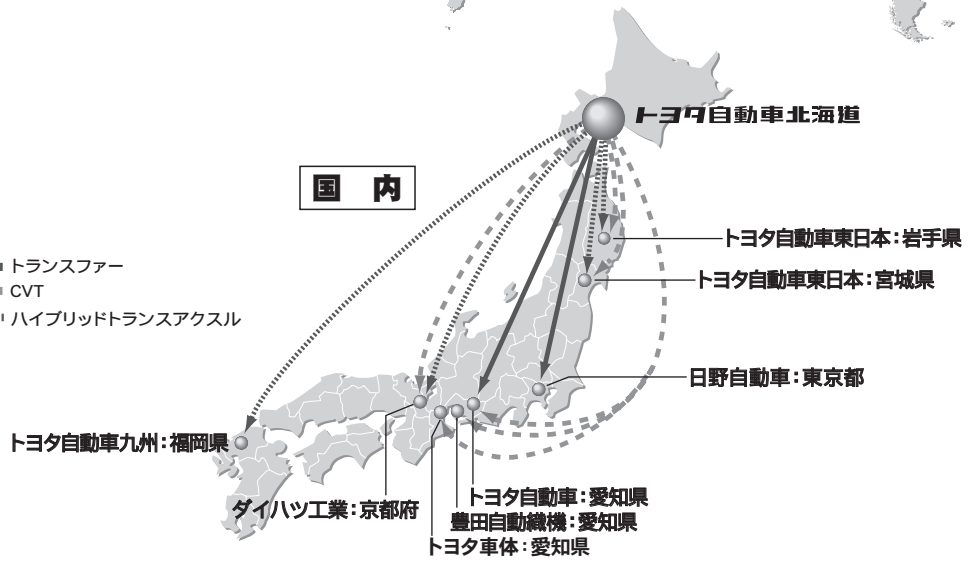 トヨタ自動車北海道
国 内
トヨタ自動車東日本：岩手県
トランスファー
トヨタ自動車東日本：宮城県
CVT
ハイブリッドトランスアクスル
日野自動車：東京都
トヨタ自動車九州：福岡県
トヨタ自動車：愛知県
ダイハツ工業：京都府
豊田自動織機：愛知県
トヨタ車体：愛知県